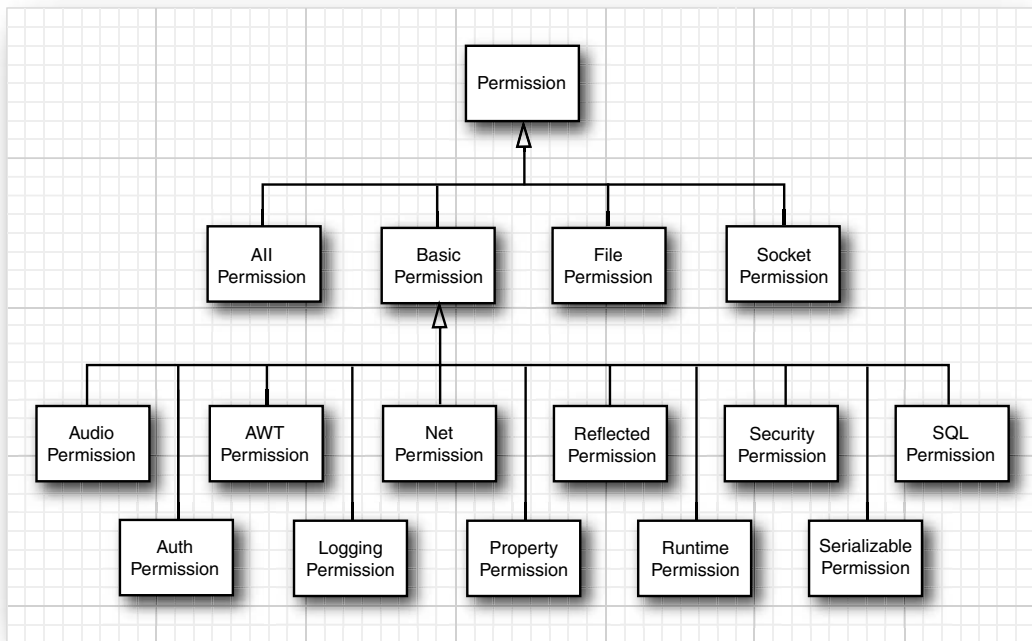 Permission
All
Permission
Basic
Permission
File
Permission
Socket
Permission
Audio
Permission
AWT
Permission
Net
Permission
Reflected
Permission
Security
Permission
SQL
Permission
Auth
Permission
Logging
Permission
Property
Permission
Runtime
Permission
Serializable
Permission